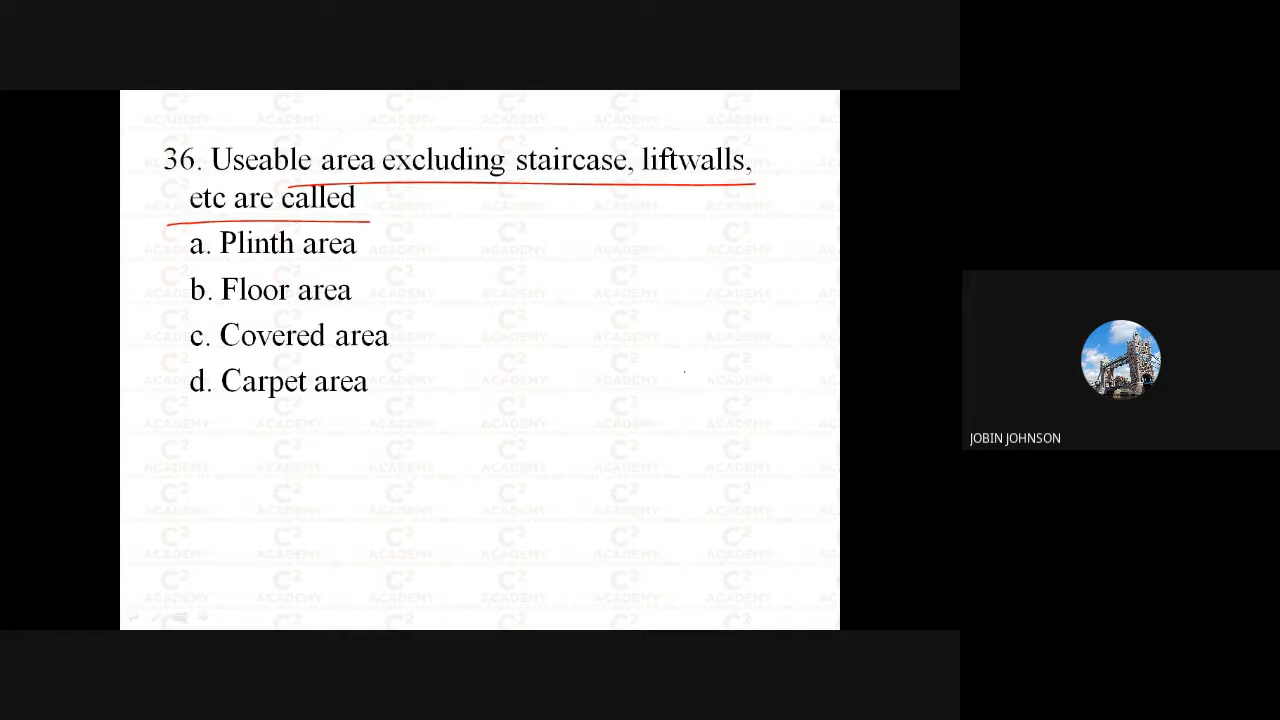 36. Useable area excluding staircase, liftwalls,
etc are called
a. Plinth area
b. Floor area
c. Covered area
d. Carpet area
JOBIN JOHNSON